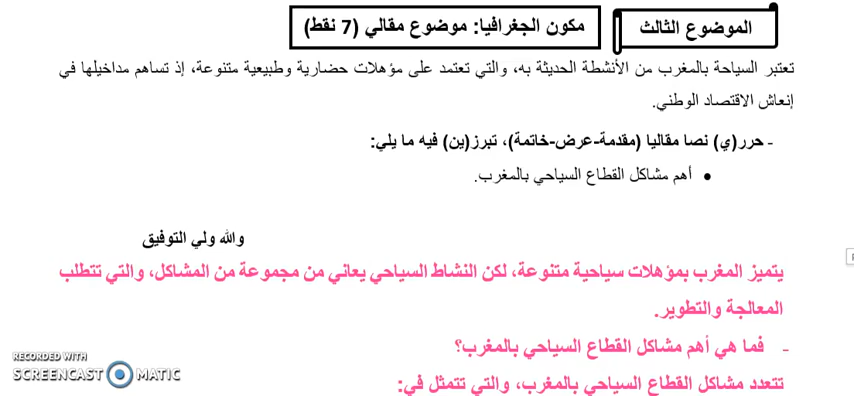 الموضوع الثالث
مكون الجغرافيا: موضوع مقالي (7 نقط)
تعتبر السياحة بالمغرب من الأنشطة الحديثة به، والتي تعتمد على مؤهلات حضارية وطبيعية متنوعة، إذ تساهم مداخيلها في
إنعاش الاقتصاد الوطني.
- حرر(ي) نصا مقاليا (مقدمة-عرض-خاتمة)، تبرز(ين) فيه ما يلي:
• أهم مشاكل القطاع السياحي بالمغرب.
والله ولي التوفيق
يتميز المغرب بمؤهلات سياحية متنوعة، لكن النشاط السياحي يعاني من مجموعة من المشاكل، والتي تتطلب
المعالجة والتطوير.
- فما هي أهم مشاكل القطاع السياحي بالمغرب؟
تتعدد مشاكل القطاع السياحي بالمغرب، والتي تتمثل في:
RECORDED WITH
SCREENCAST MATIC